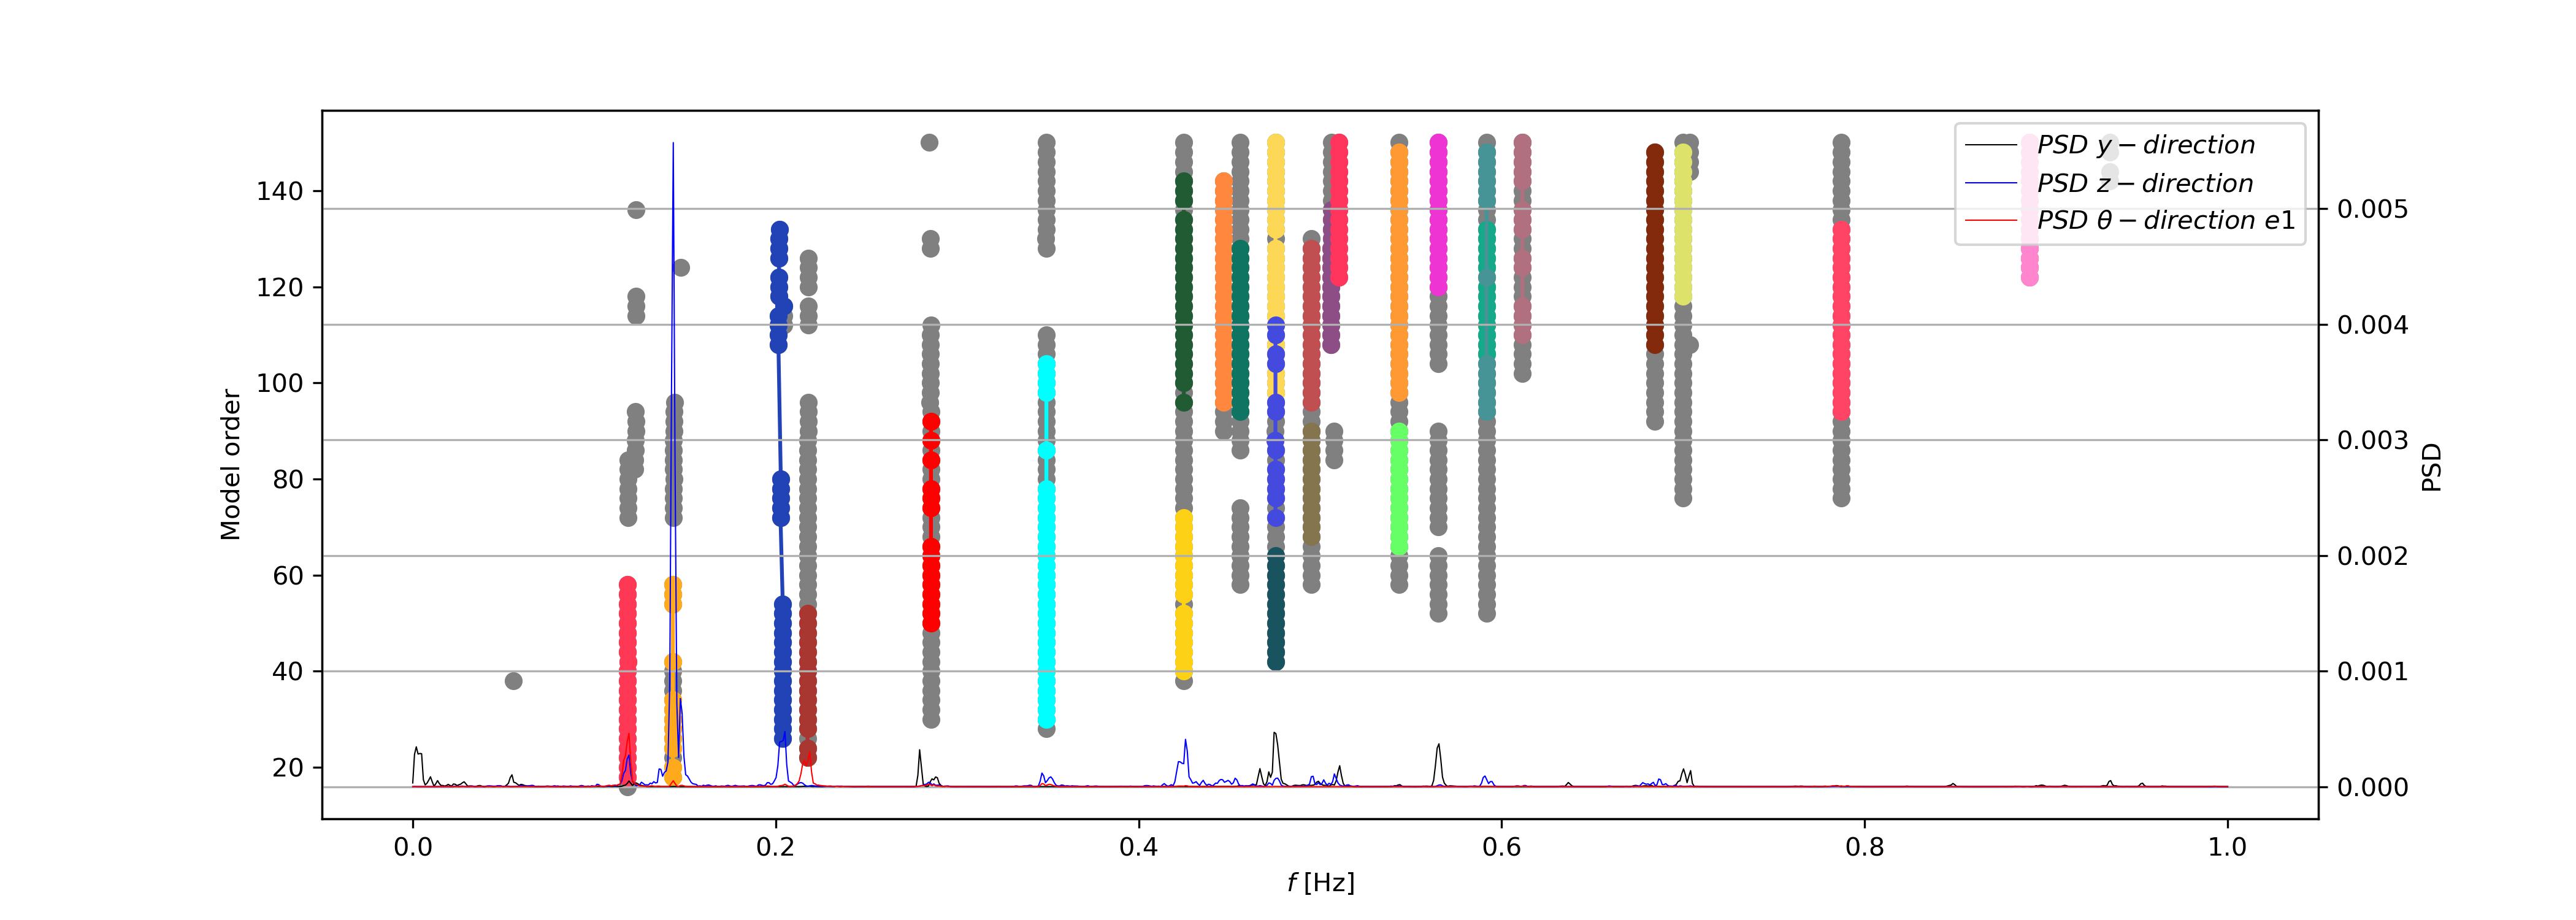 PSD y − direction
PSD z − direction
PSD θ − direction e1
140
120
100
80
60
40
20
Model order
0.005
0.004
0.003
0.002
0.001
0.000
PSD
0.0 0.2 0.4 0.6 0.8 1.0
f [Hz]